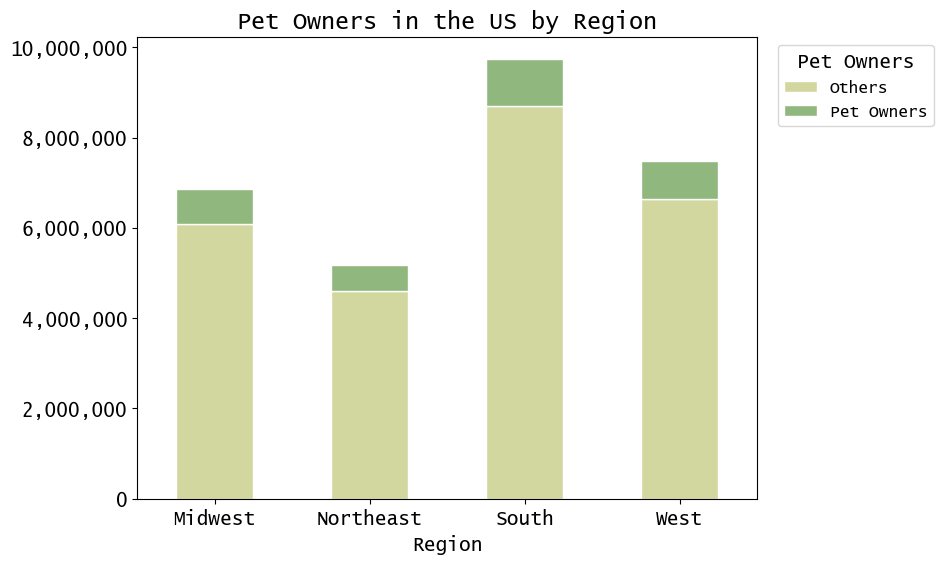 Pet Owners in the US by Region
10,000,000
8,000,000
6,000,000
4,000,000
2,000,000
0
Midwest
Northeast
South
West
Region
Pet Owners
Others
Pet Owners